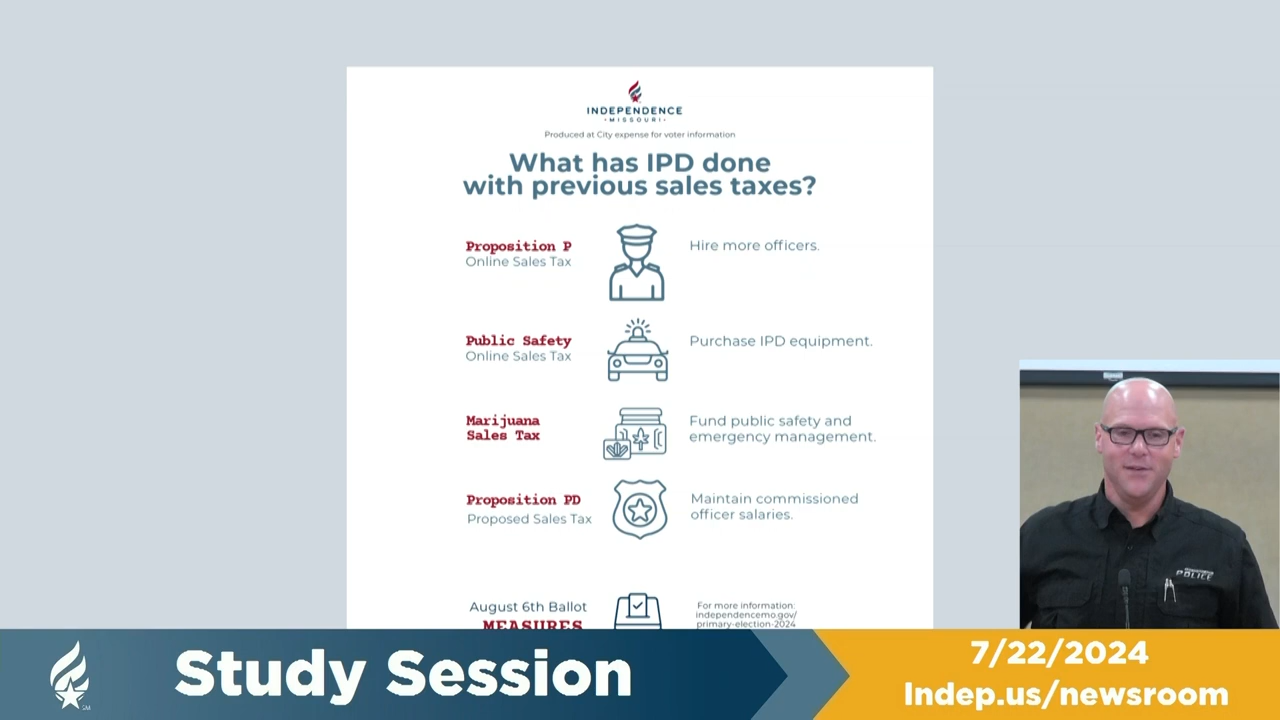 INDEPENDENCE
• MISSOURI •
Produced at City expense for voter information
What has IPD done
with previous sales taxes?
Proposition P
Online Sales Tax
Hire more officers.
Public Safety
Online Sales Tax
Purchase IPD equipment.
Marijuana
Sales Tax
Fund public safety and
emergency management.
Proposition PD
Proposed Sales Tax
Maintain commissioned
officer salaries.
August 6th Ballot
MEASURES
For more information:
independencemo.gov/
primary-election-2024
POLICE
Study Session
7/22/2024
Indep.us/newsroom